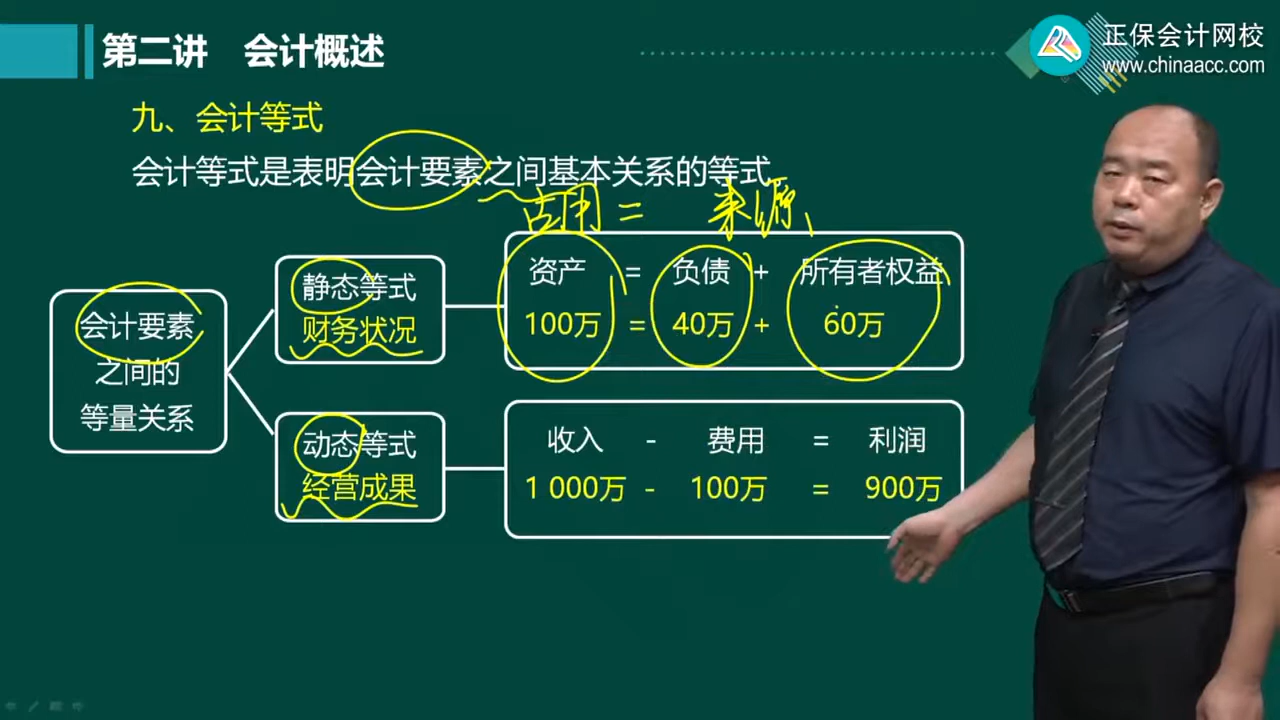 第二讲 会计概述
正保会计网校
www.chinaacc.com
九、会计等式
会计等式是表明会计要素之间基本关系的等式
占用 = 来源
会计要素
之间的
等量关系
静态等式
财务状况
资产 = 负债 + 所有者权益
100万 = 40万 + 60万
动态等式
经营成果
收入 - 费用 = 利润
1 000万 - 100万 = 900万